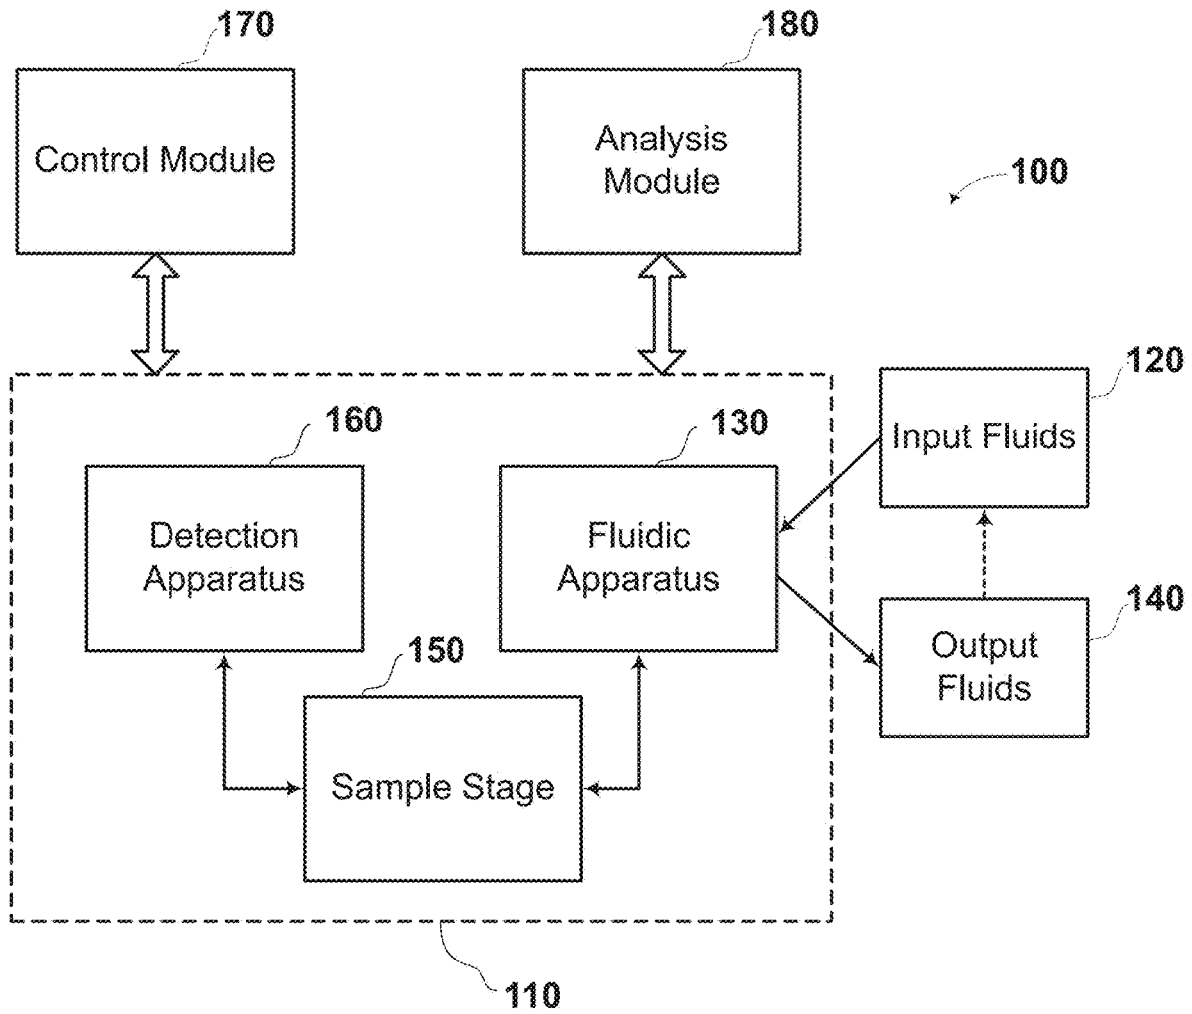 170
180
Control Module
Analysis
Module
100
120
Input Fluids
160
130
Detection
Apparatus
Fluidic
Apparatus
140
Output
Fluids
150
Sample Stage
110